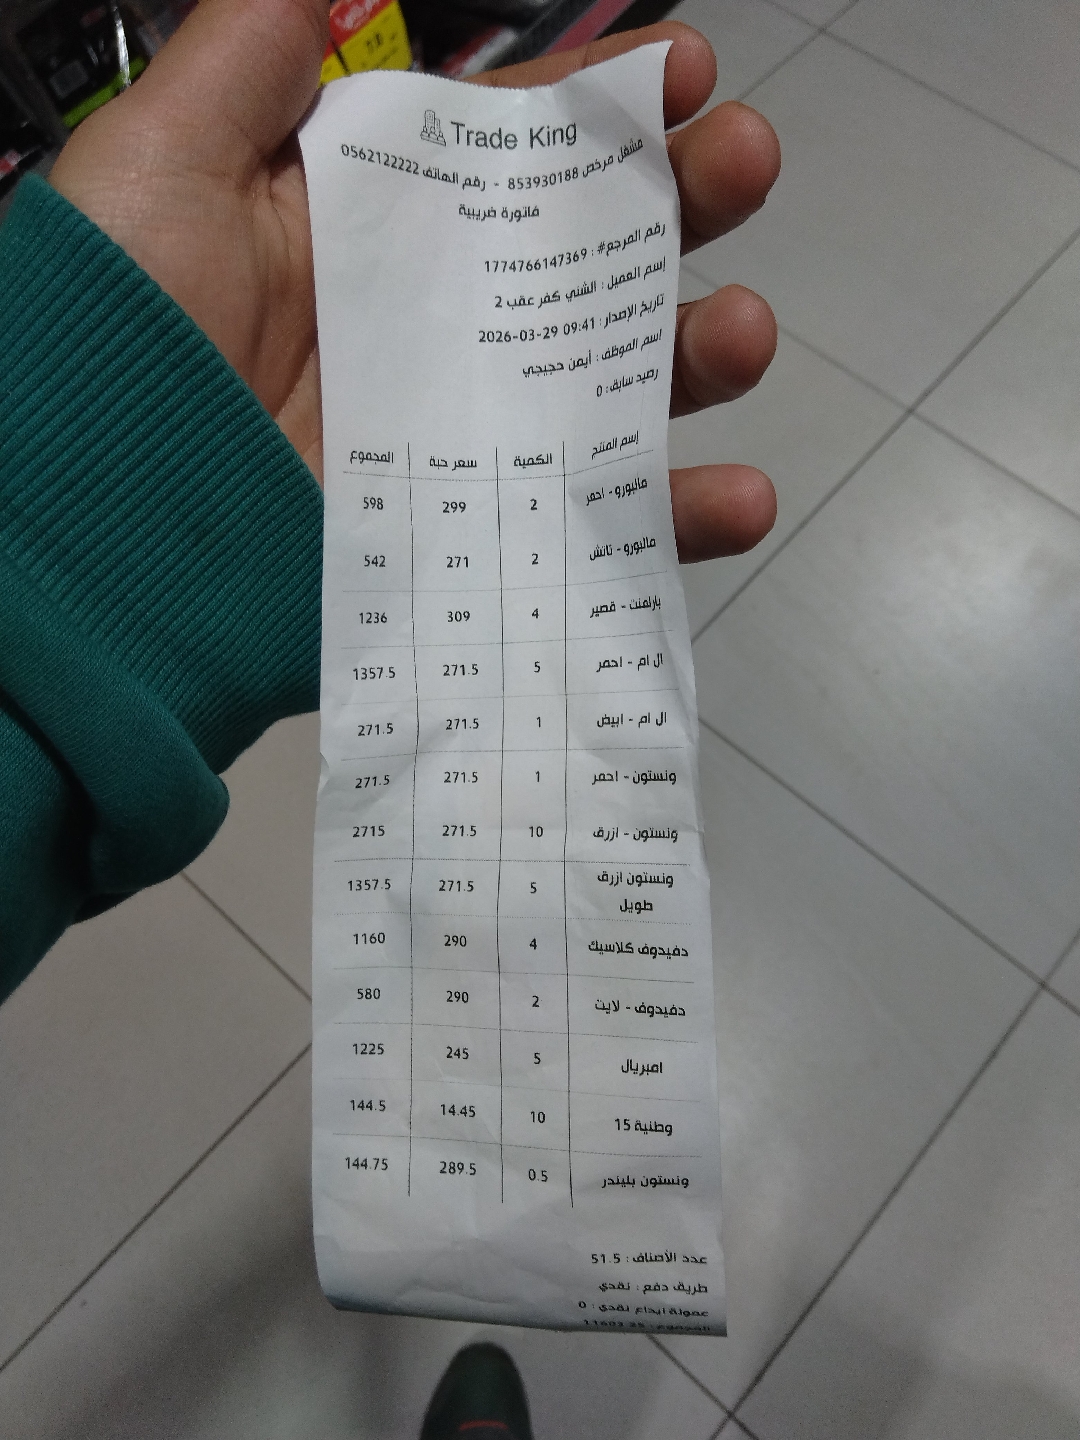 Trade King
مشغل مرخص 853930188 - رقم الهاتف 0562122222
فاتورة ضريبية
رقم المرجع# : 1774766147369
إسم العميل : الشني كفر عقب 2
تاريخ الإصدار : 09:41 2026-03-29
اسم الموظف : أيمن حجيجي
رصيد سابق : 0
إسم المنتج الكمية سعر حبة المجموع
مالبورو - احمر 2 299 598
مالبورو - تاتش 2 271 542
بارلمنت - قصير 4 309 1236
ال ام - احمر 5 271.5 1357.5
ال ام - ابيض 1 271.5 271.5
ونستون - احمر 1 271.5 271.5
ونستون - ازرق 10 271.5 2715
ونستون ازرق طويل 5 271.5 1357.5
دفيدوف كلاسيك 4 290 1160
دفيدوف - لايت 2 290 580
امبريال 5 245 1225
وطنية 15 10 14.45 144.5
ونستون بليندر 0.5 289.5 144.75
عدد الأصناف : 51.5
طريق دفع : نقدي
عمولة ايداع نقدي : 0
المجموع : 11603.25